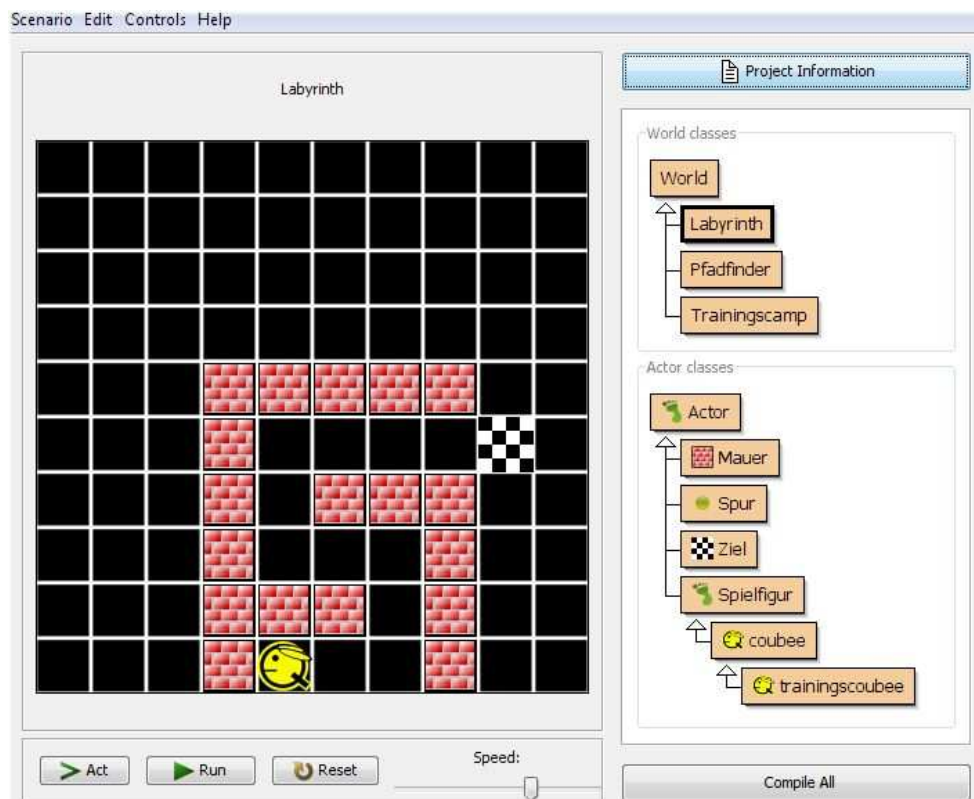 Scenario Edit Controls Help
Labyrinth
Act
Run
Reset
Speed:
Project Information
World classes
World
Labyrinth
Pfadfinder
Trainingscamp
Actor classes
Actor
Mauer
Spur
Ziel
Spielfigur
coubee
trainingscoubee
Compile All